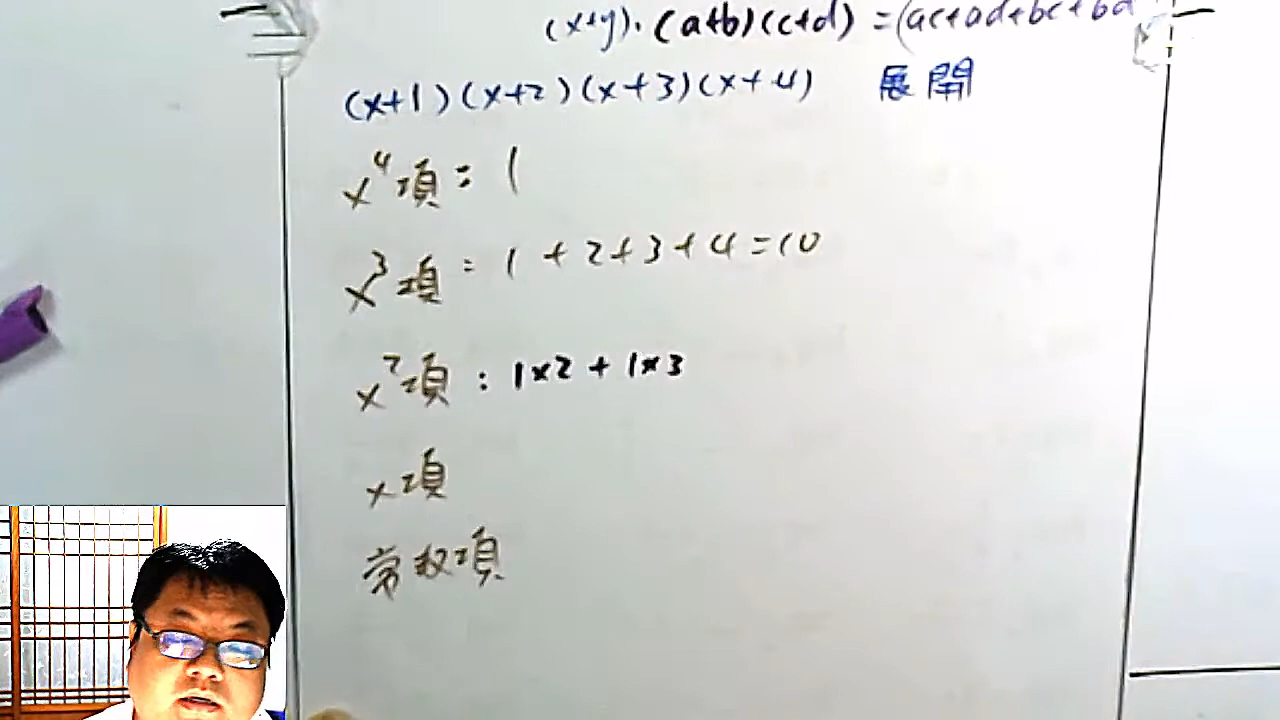 (x+y)·(a+b)(c+d) =(ac+ad+bc+bd
(x+1)(x+2)(x+3)(x+4) 展開
x⁴項: 1
x³項: 1+2+3+4=10
x²項: 1×2+1×3
x項
常数項